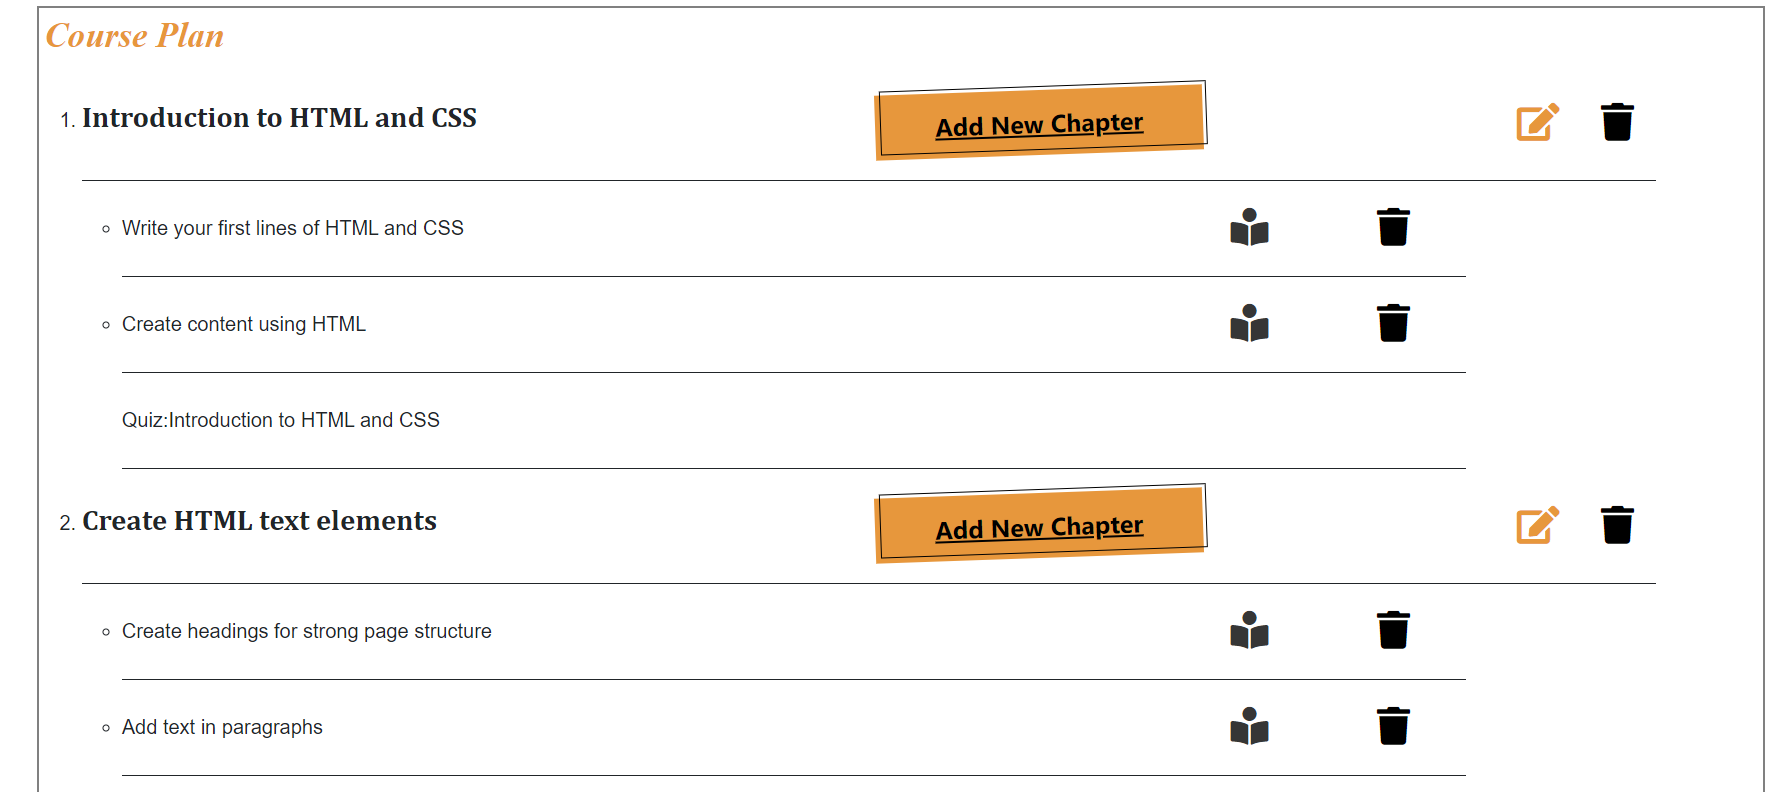 Course Plan
1. Introduction to HTML and CSS
Add New Chapter
Write your first lines of HTML and CSS
Create content using HTML
Quiz:Introduction to HTML and CSS
2. Create HTML text elements
Add New Chapter
Create headings for strong page structure
Add text in paragraphs